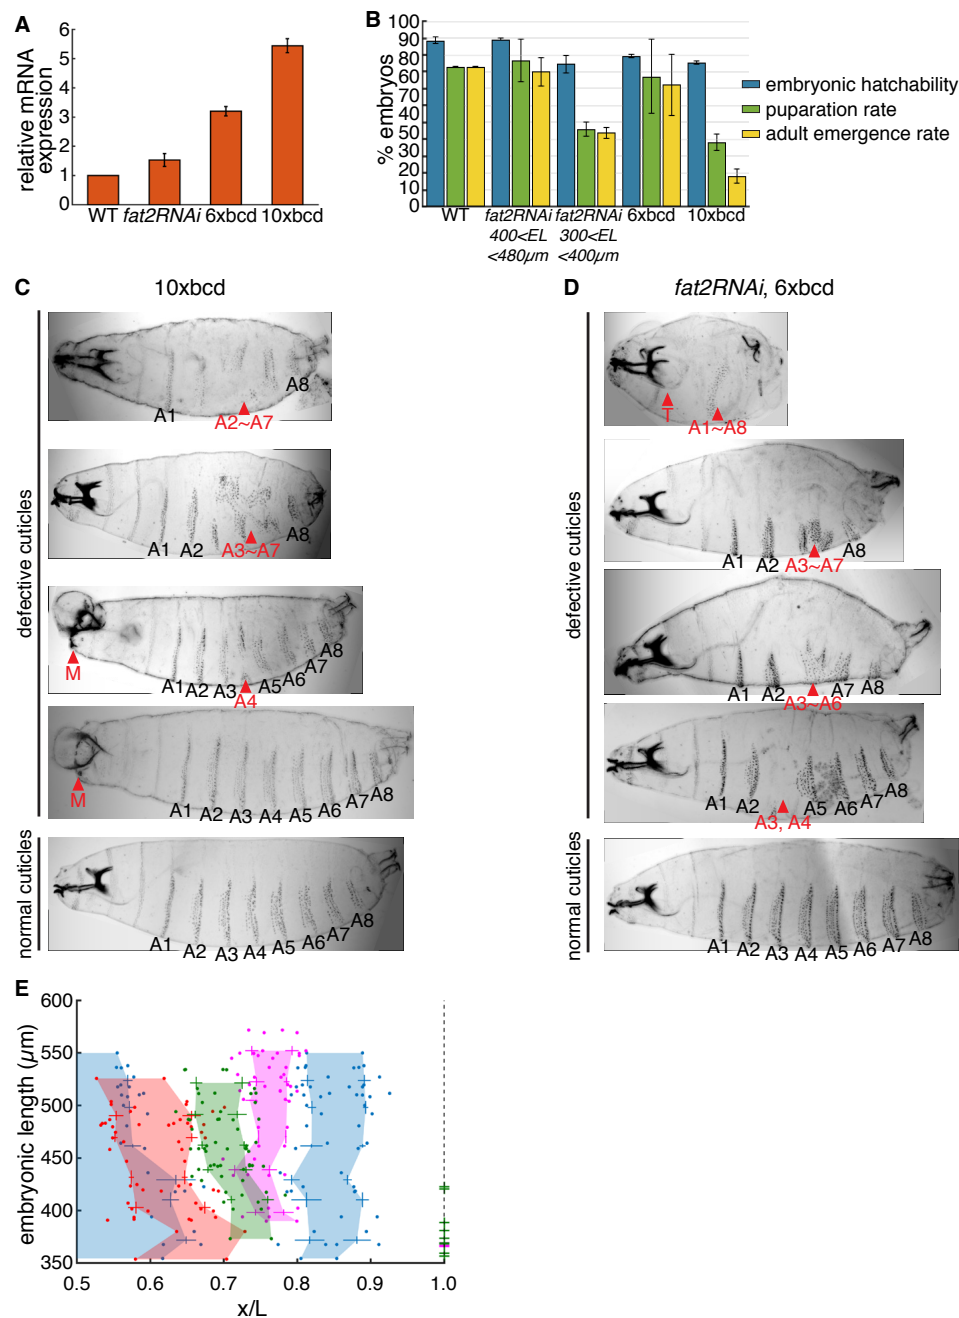 A
relative mRNA
expression
6
5
4
3
2
1
0
WT fat2RNAi 6xbcd 10xbcd
B
% embryos
100
90
80
70
60
50
40
30
20
10
0
WT fat2RNAi fat2RNAi 6xbcd 10xbcd
400<EL 300<EL
<480µm <400µm
embryonic hatchability
puparation rate
adult emergence rate
C
10xbcd
defective cuticles
A1
A2~A7
A8
A1 A2 A3~A7 A8
M
A1 A2 A3 A4 A5 A6 A7 A8
M
A1 A2 A3 A4 A5 A6 A7 A8
normal cuticles
A1 A2 A3 A4 A5 A6 A7 A8
D
fat2RNAi, 6xbcd
defective cuticles
T
A1~A8
A1 A2 A3~A7 A8
A1 A2 A3~A6 A7 A8
A1 A2 A3, A4 A5 A6 A7 A8
normal cuticles
A1 A2 A3 A4 A5 A6 A7 A8
E
embryonic length (µm)
600
550
500
450
400
350
0.5 0.6 0.7 0.8 0.9 1.0
x/L